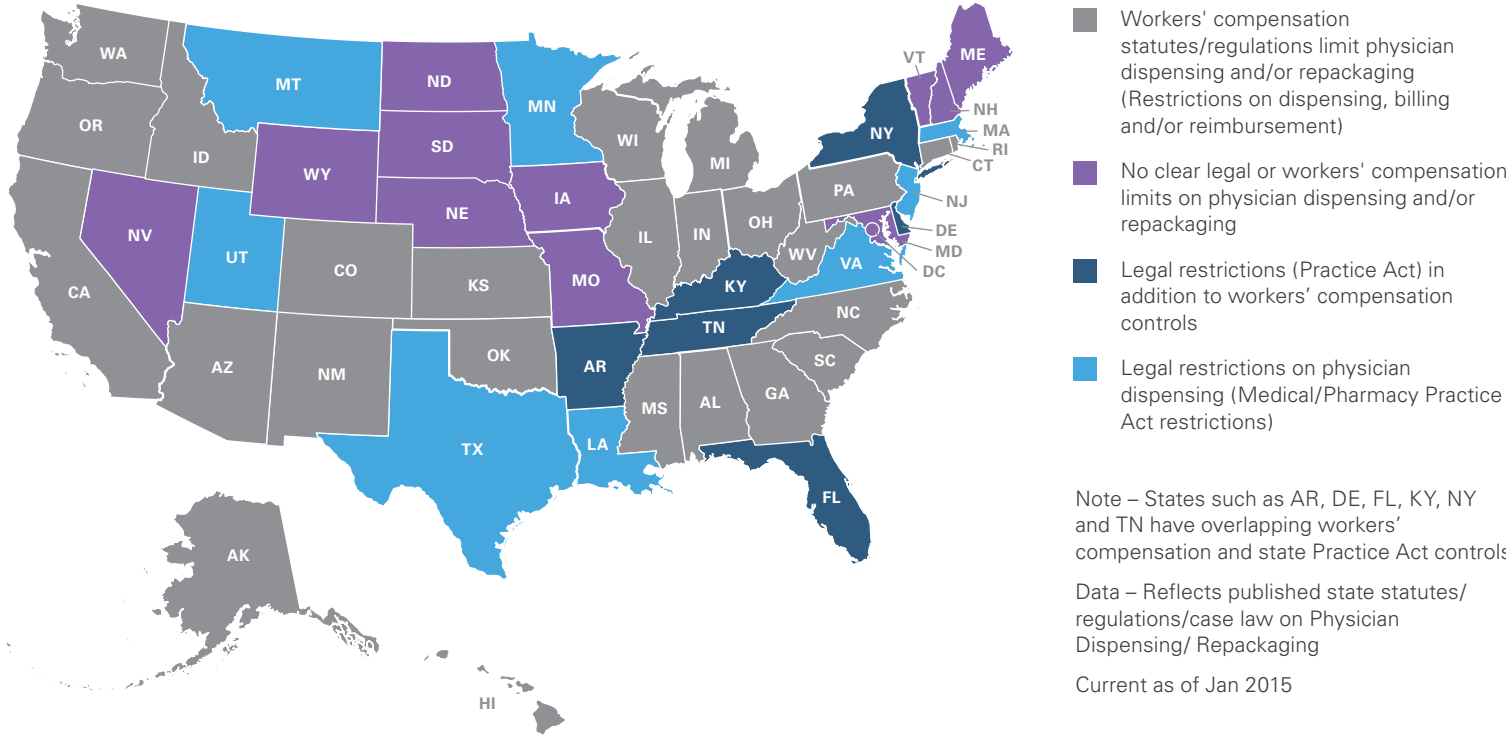 WA
OR
ID
MT
ND
MN
SD
WY
NE
IA
NV
UT
CO
KS
MO
CA
AZ
NM
OK
AR
TX
LA
WI
MI
IL
IN
OH
PA
NY
VT
ME
NH
MA
RI
CT
NJ
DE
MD
DC
WV
VA
KY
TN
NC
SC
MS
AL
GA
FL
AK
HI
Workers' compensation
statutes/regulations limit physician
dispensing and/or repackaging
(Restrictions on dispensing, billing
and/or reimbursement)
No clear legal or workers' compensation
limits on physician dispensing and/or
repackaging
Legal restrictions (Practice Act) in
addition to workers’ compensation
controls
Legal restrictions on physician
dispensing (Medical/Pharmacy Practice
Act restrictions)
Note – States such as AR, DE, FL, KY, NY
and TN have overlapping workers’
compensation and state Practice Act controls
Data – Reflects published state statutes/
regulations/case law on Physician
Dispensing/ Repackaging
Current as of Jan 2015